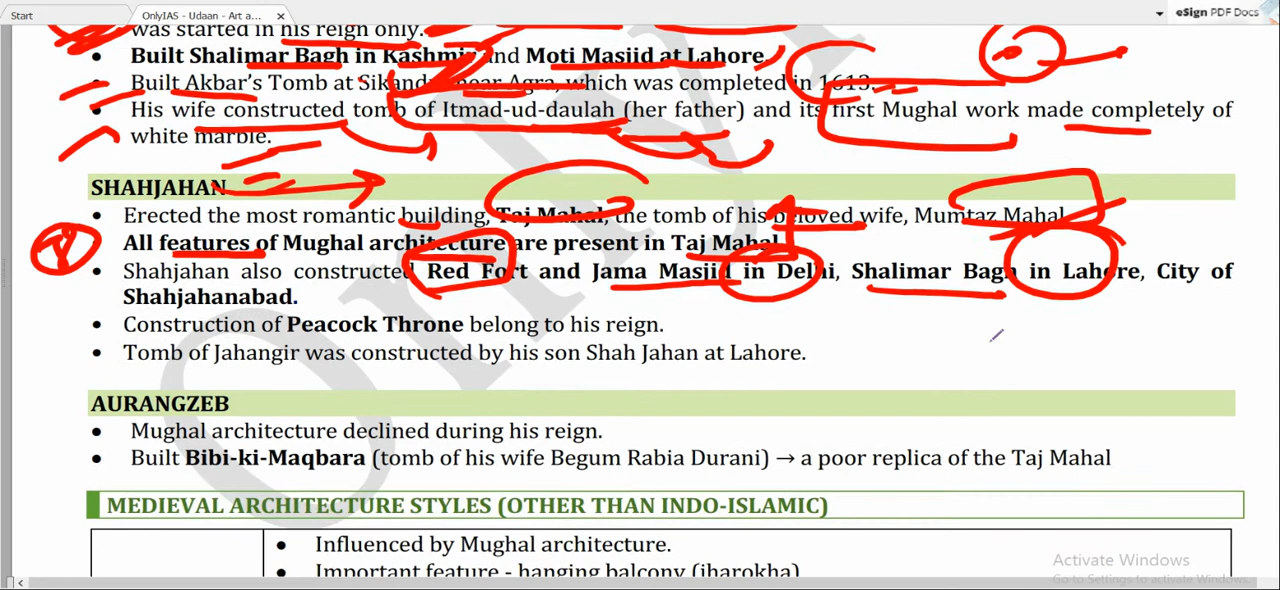 Start
OnlyIAS - Udaan - Art a...
eSign PDF Docs
was started in his reign only.
• Built Shalimar Bagh in Kashmir and Moti Masjid at Lahore.
• Built Akbar's Tomb at Sikandra near Agra, which was completed in 1613.
• His wife constructed tomb of Itmad-ud-daulah (her father) and its first Mughal work made completely of
white marble.
SHAHJAHAN
• Erected the most romantic building, Taj Mahal, the tomb of his beloved wife, Mumtaz Mahal
• All features of Mughal architecture are present in Taj Mahal
• Shahjahan also constructed Red Fort and Jama Masjid in Delhi, Shalimar Bagh in Lahore, City of
Shahjahanabad.
• Construction of Peacock Throne belong to his reign.
• Tomb of Jahangir was constructed by his son Shah Jahan at Lahore.
AURANGZEB
• Mughal architecture declined during his reign.
• Built Bibi-ki-Maqbara (tomb of his wife Begum Rabia Durani) → a poor replica of the Taj Mahal
MEDIEVAL ARCHITECTURE STYLES (OTHER THAN INDO-ISLAMIC)
• Influenced by Mughal architecture.
• Important feature - hanging balcony (jharokha)
Activate Windows
Go to Settings to activate Windows.